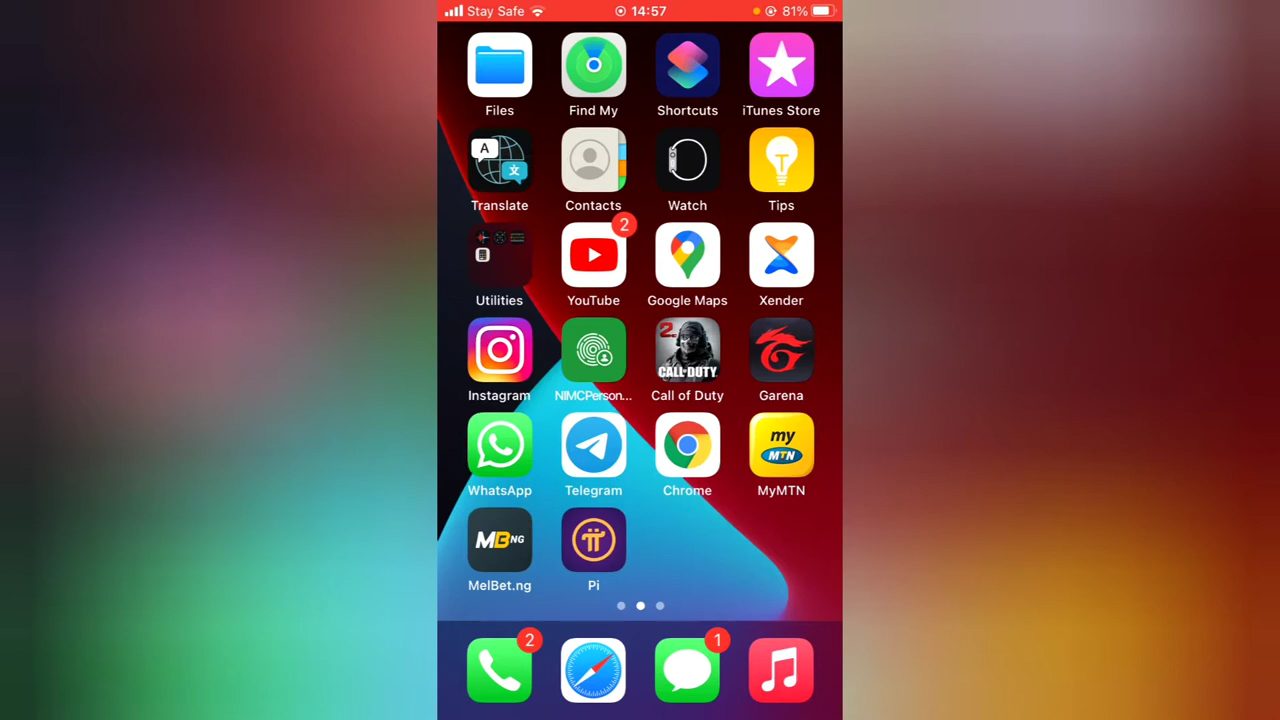 Stay Safe 14:57 81%
Files Find My Shortcuts iTunes Store
A 文
Translate Contacts Watch Tips
2
Utilities YouTube Google Maps Xender
2. CALL·DUTY
Instagram NIMCPerson... Call of Duty Garena
my MTN
WhatsApp Telegram Chrome MyMTN
MBNG
MelBet.ng Pi
2 1